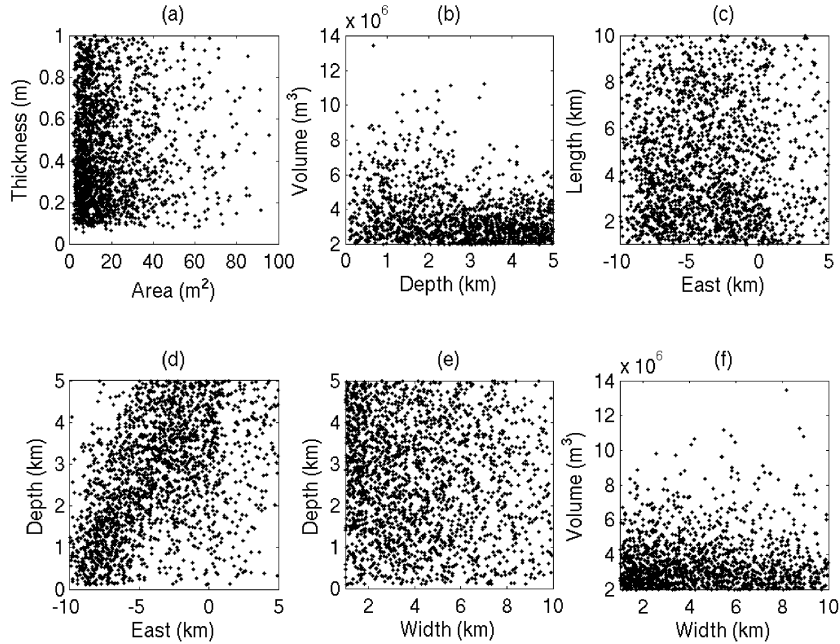 (a)
Thickness (m)
1
0.8
0.6
0.4
0.2
0
0 20 40 60 80 100
Area (m²)
(b)
x 10⁶
Volume (m³)
14
12
10
8
6
4
2
0 1 2 3 4 5
Depth (km)
(c)
Length (km)
10
8
6
4
2
-10 -5 0 5
East (km)
(d)
Depth (km)
5
4
3
2
1
0
-10 -5 0 5
East (km)
(e)
Depth (km)
5
4
3
2
1
0
2 4 6 8 10
Width (km)
(f)
x 10⁶
Volume (m³)
14
12
10
8
6
4
2
2 4 6 8 10
Width (km)